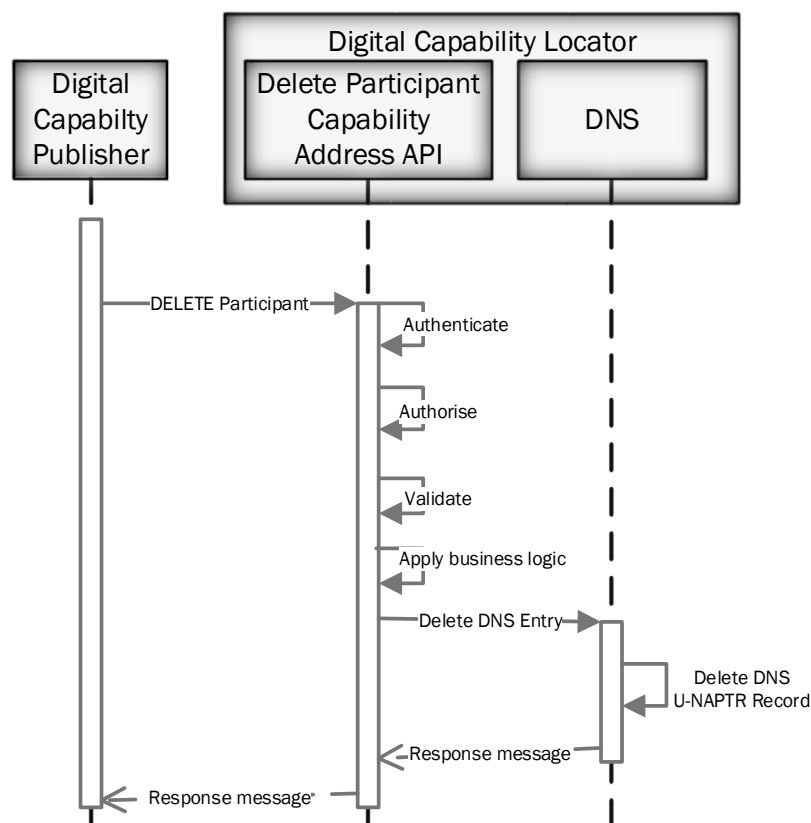 Digital Capability Locator
Digital
Capabilty
Publisher
Delete Participant
Capability
Address API
DNS
DELETE Participant
Authenticate
Authorise
Validate
Apply business logic
Delete DNS Entry
Delete DNS
U-NAPTR Record
Response message
Response message